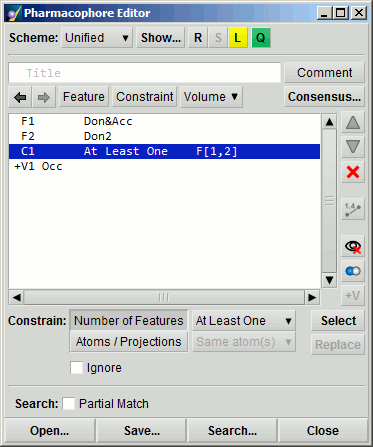 Pharmacophore Editor
Scheme: Unified Show... R S L Q
Title Comment
Feature Constraint Volume Consensus...
F1 Don&Acc
F2 Don2
C1 At Least One F[1,2]
+V1 Occ
1,4
+V
Constrain: Number of Features At Least One Select
Atoms / Projections Same atom(s) Replace
Ignore
Search: Partial Match
Open... Save... Search... Close